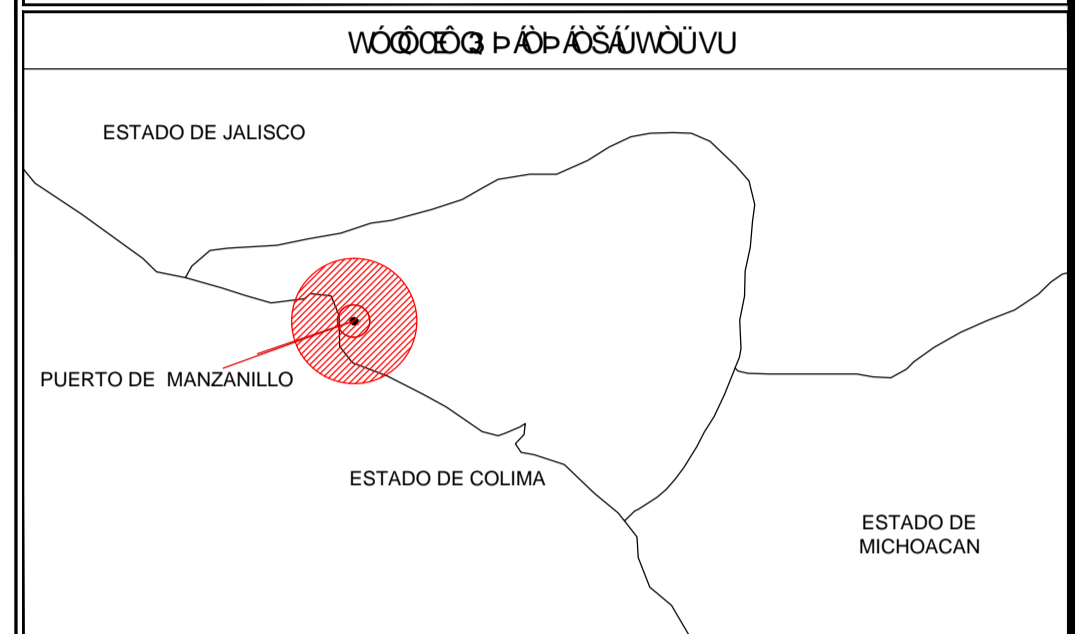 ESTADO DE JALISCO
PUERTO DE MANZANILLO
ESTADO DE COLIMA
ESTADO DE
MICHOACAN